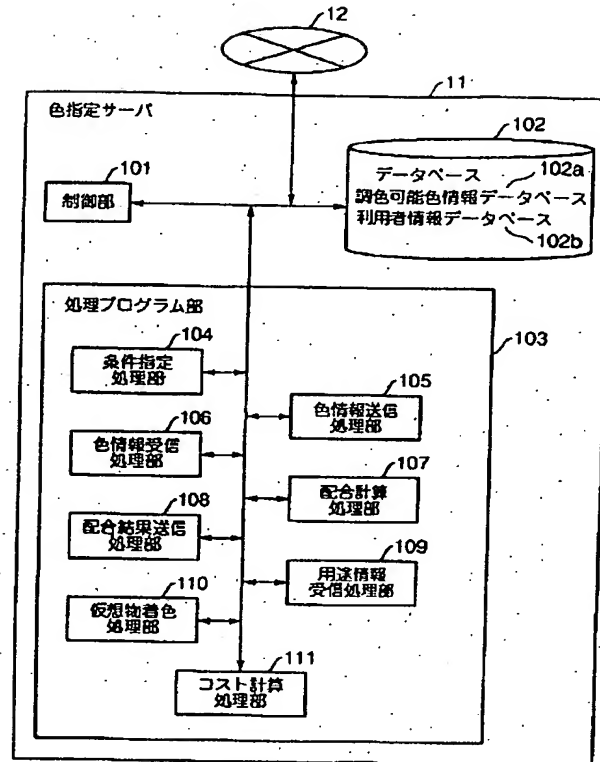 12
11
色指定サーバ
102
101
制御部
データベース
102a
調色可能色情報データベース
利用者情報データベース
102b
処理プログラム部
103
104
条件指定
処理部
105
色情報送信
処理部
106
色情報受信
処理部
107
配合計算
処理部
108
配合結果送信
処理部
109
用途情報
受信処理部
110
仮想物着色
処理部
111
コスト計算
処理部